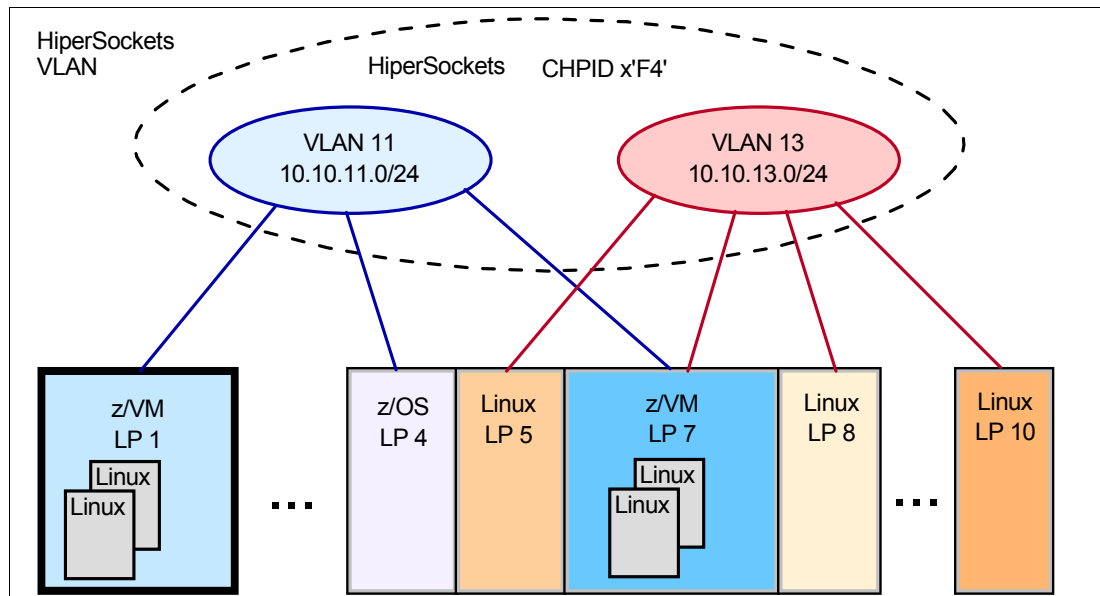 HiperSockets
VLAN
HiperSockets CHPID x'F4'
VLAN 11
10.10.11.0/24
VLAN 13
10.10.13.0/24
z/VM
LP 1
Linux
Linux
...
z/OS
LP 4
Linux
LP 5
z/VM
LP 7
Linux
Linux
Linux
LP 8
...
Linux
LP 10